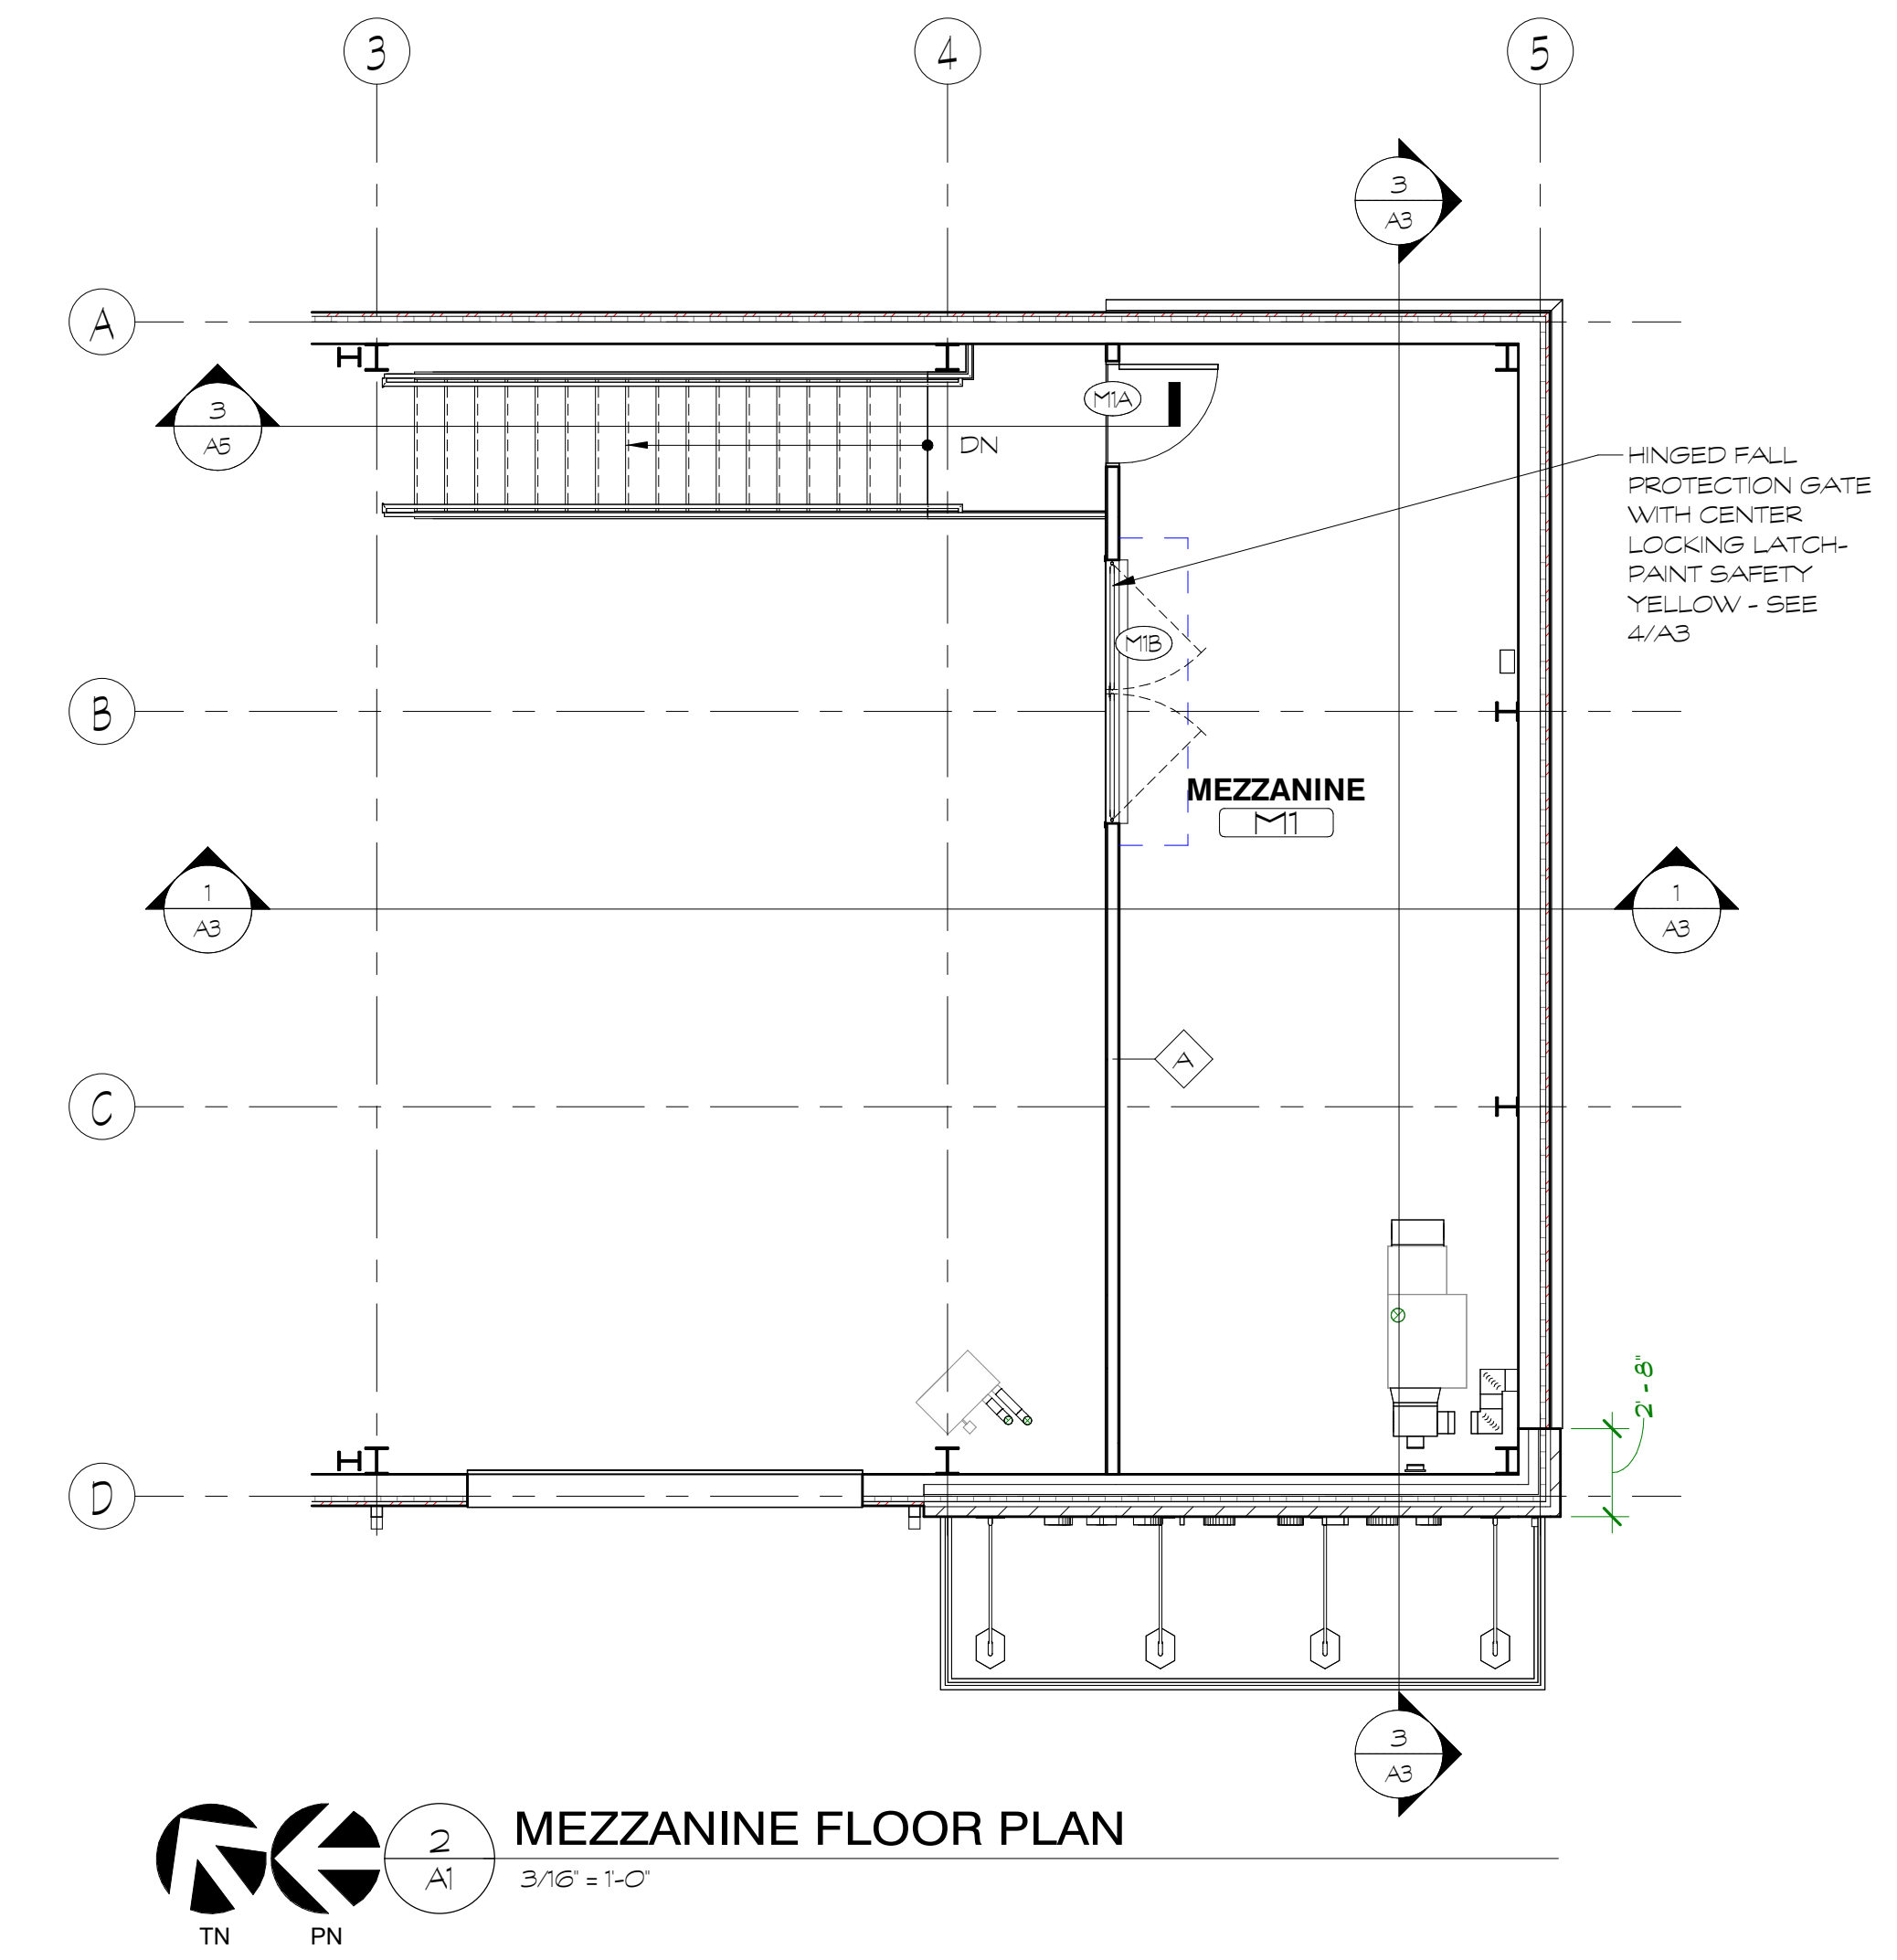 3
4
5
3
A3
A
3
A5
M1A
DN
HINGED FALL
PROTECTION GATE
WITH CENTER
LOCKING LATCH-
PAINT SAFETY
YELLOW - SEE
4/A3
M1B
B
MEZZANINE
M1
1
A3
1
A3
A
C
2' - 8"
D
3
A3
2
A1
MEZZANINE FLOOR PLAN
3/16" = 1'-0"
TN
PN